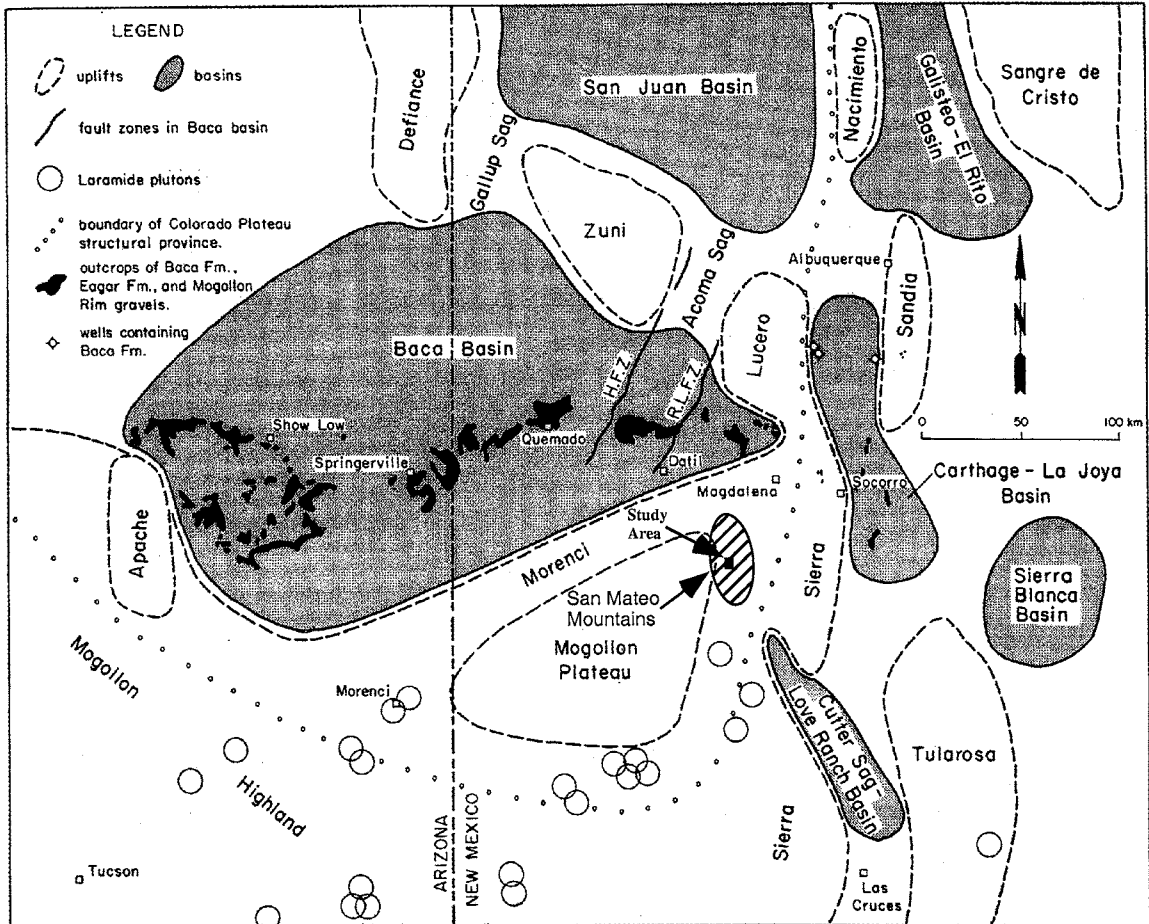 LEGEND
uplifts
basins
fault zones in Baca basin
Laramide plutons
boundary of Colorado Plateau
structural province.
outcrops of Baca Fm.,
Eagar Fm., and Mogollon
Rim gravels.
wells containing
Baca Fm.
Defiance
Gallup Sag
San Juan Basin
Nacimiento
Galisteo - El Rito
Basin
Sangre de
Cristo
Zuni
Acoma Sag
Albuquerque
Sandia
Lucero
N
0
50
100 km
Baca Basin
H.F.Z.
R.L.F.Z.
Show Low
Springerville
Quemado
Datil
Magdalena
Socorro
Carthage - La Joya
Basin
Apache
Morenci
Study
Area
San Mateo
Mountains
Mogollon
Plateau
Sierra
Sierra
Blanca
Basin
Mogollon
Highland
Morenci
Cutter Sag -
Love Ranch Basin
Tularosa
Sierra
ARIZONA
NEW MEXICO
Tucson
Las
Cruces